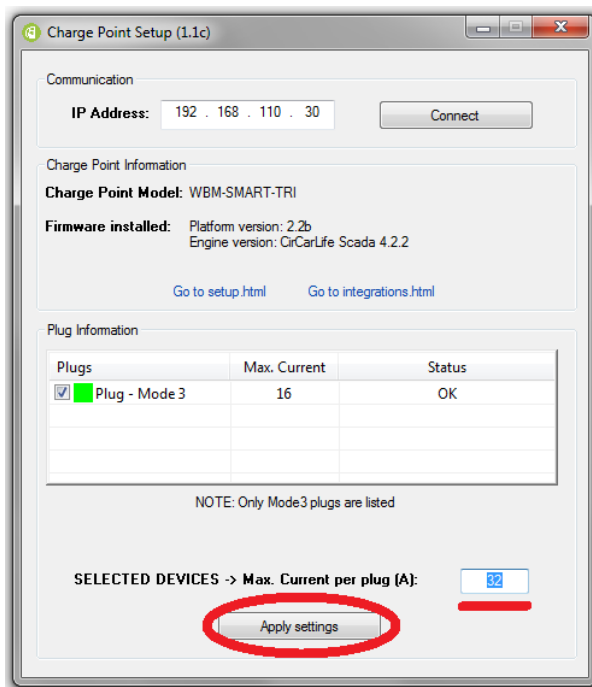 Charge Point Setup (1.1c)
Communication
IP Address: 192 . 168 . 110 . 30 Connect
Charge Point Information
Charge Point Model: WBM-SMART-TRI
Firmware installed: Platform version: 2.2b
Engine version: CirCarLife Scada 4.2.2
Go to setup.html Go to integrations.html
Plug Information
Plugs Max. Current Status
Plug - Mode 3 16 OK
NOTE: Only Mode3 plugs are listed
SELECTED DEVICES -> Max. Current per plug (A): 32
Apply settings